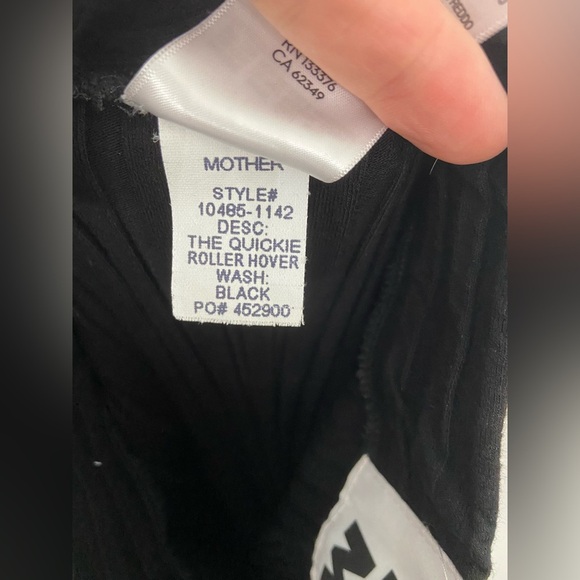 RN 133376
CA 62349
MOTHER
STYLE#
10485-1142
DESC:
THE QUICKIE
ROLLER HOVER
WASH:
BLACK
PO# 452900